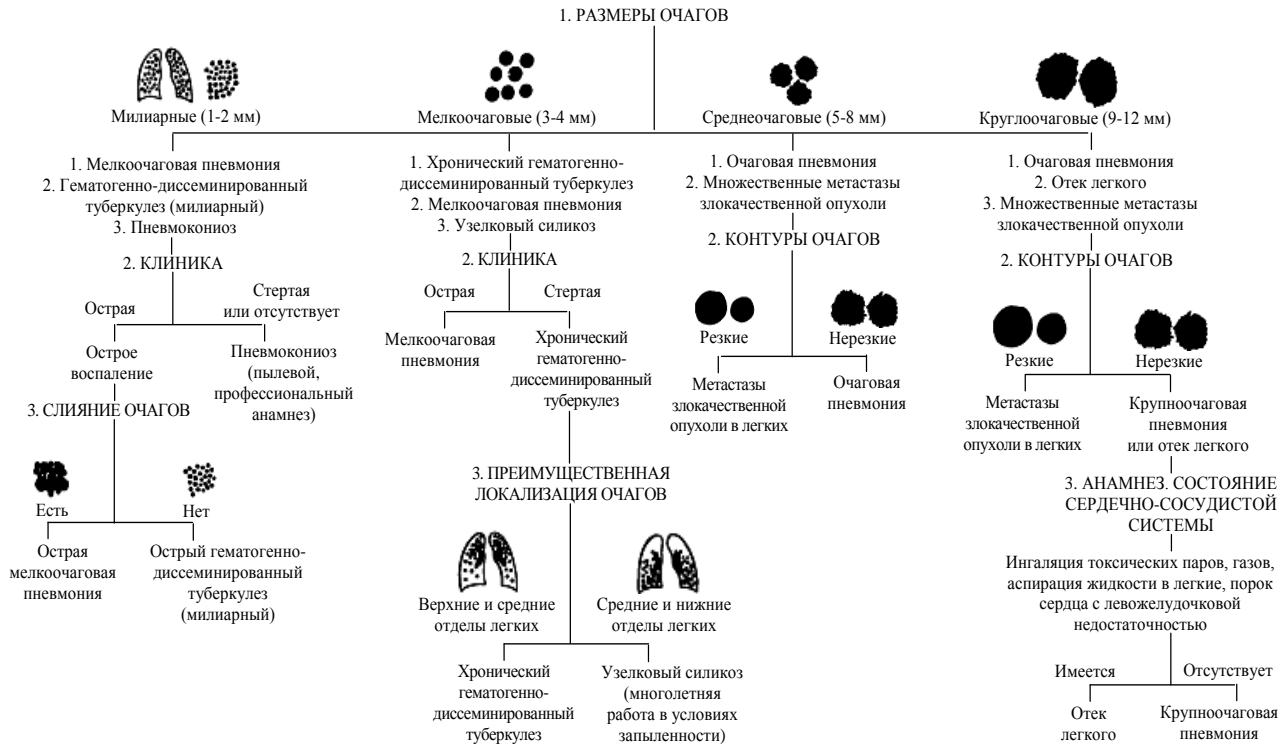 1. РАЗМЕРЫ ОЧАГОВ
Милиарные (1-2 мм)
1. Мелкоочаговая пневмония
2. Гематогенно-диссеминированный
туберкулез (милиарный)
3. Пневмокониоз
2. КЛИНИКА
Острая
Стертая
или отсутствует
Острое
воспаление
Пневмокониоз
(пылевой,
профессиональный
анамнез)
3. СЛИЯНИЕ ОЧАГОВ
Есть
Нет
Острая
мелкоочаговая
пневмония
Острый гематогенно-
диссеминированный
туберкулез
(милиарный)
Мелкоочаговые (3-4 мм)
1. Хронический гематогенно-
диссеминированный туберкулез
2. Мелкоочаговая пневмония
3. Узелковый силикоз
2. КЛИНИКА
Острая
Стертая
Мелкоочаговая
пневмония
Хронический
гематогенно-
диссеминированный
туберкулез
3. ПРЕИМУЩЕСТВЕННАЯ
ЛОКАЛИЗАЦИЯ ОЧАГОВ
Верхние и средние
отделы легких
Средние и нижние
отделы легких
Хронический
гематогенно-
диссеминированный
туберкулез
Узелковый силикоз
(многолетняя
работа в условиях
запыленности)
Среднеочаговые (5-8 мм)
1. Очаговая пневмония
2. Множественные метастазы
злокачественной опухоли
2. КОНТУРЫ ОЧАГОВ
Резкие
Нерезкие
Метастазы
злокачественной
опухоли в легких
Очаговая
пневмония
Круглоочаговые (9-12 мм)
1. Очаговая пневмония
2. Отек легкого
3. Множественные метастазы
злокачественной опухоли
2. КОНТУРЫ ОЧАГОВ
Резкие
Нерезкие
Метастазы
злокачественной
опухоли в легких
Крупноочаговая
пневмония
или отек легкого
3. АНАМНЕЗ. СОСТОЯНИЕ
СЕРДЕЧНО-СОСУДИСТОЙ
СИСТЕМЫ
Ингаляция токсических паров, газов,
аспирация жидкости в легкие, порок
сердца с левожелудочковой
недостаточностью
Имеется
Отсутствует
Отек
легкого
Крупноочаговая
пневмония